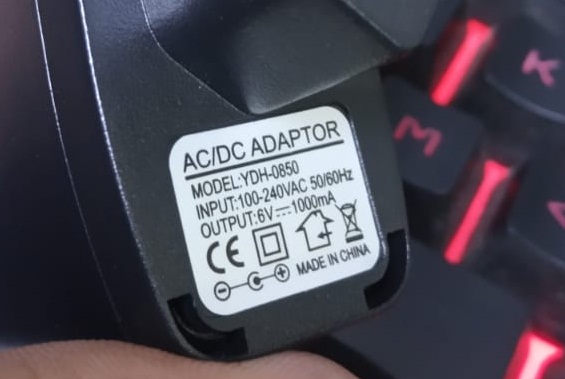 AC/DC ADAPTOR
MODEL:YDH-0850
INPUT:100-240VAC 50/60Hz
OUTPUT:6V⎓1000mA
CE
MADE IN CHINA
K
M